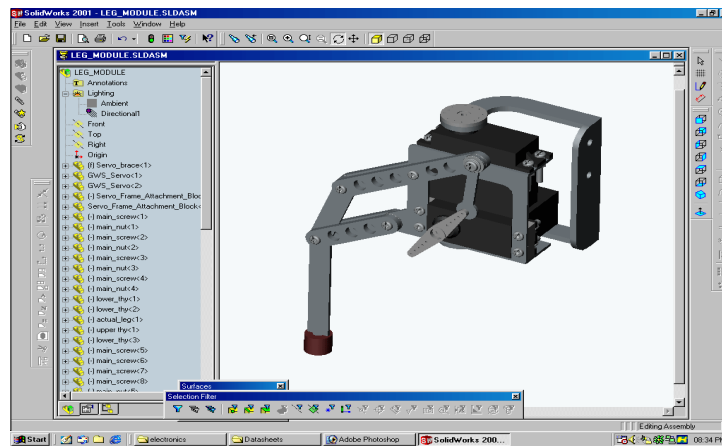 SolidWorks 2001 - LEG_MODULE.SLDASM
File Edit View Insert Tools Window Help
LEG_MODULE.SLDASM
LEG_MODULE
Annotations
Lighting
Ambient
Directional1
Front
Top
Right
Origin
(f) Servo_brace<1>
GWS_Servo<1>
GWS_Servo<2>
(-) Servo_Frame_Attachment_Block<
Servo_Frame_Attachment_Block<
(-) main_screw<1>
(-) main_nut<1>
(-) main_screw<2>
(-) main_nut<2>
(-) main_screw<3>
(-) main_nut<3>
(-) main_screw<4>
(-) main_nut<4>
(-) lower_thy<1>
(-) lower_thy<2>
(-) actual_leg<1>
(-) upper thy<1>
(-) lower_thy<3>
(-) main_screw<5>
(-) main_screw<6>
(-) main_screw<7>
(-) main_screw<8>
Surfaces
Selection Filter
Editing Assembly
Start electronics Datasheets Adobe Photoshop SolidWorks 200... 08:34 PM